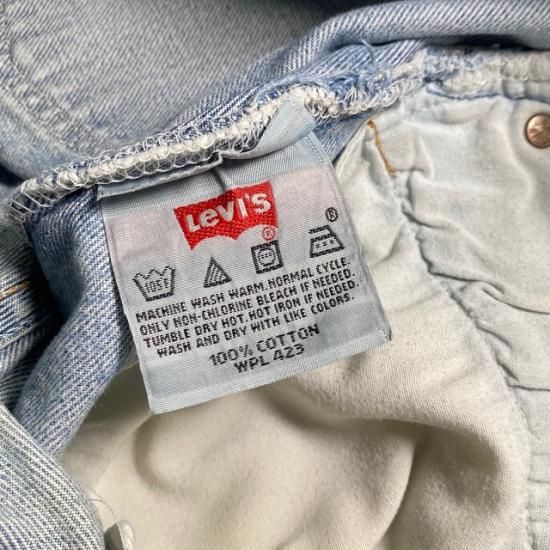 LEVI'S ®
®
105F
MACHINE WASH WARM. NORMAL CYCLE.
ONLY NON-CHLORINE BLEACH IF NEEDED.
TUMBLE DRY HOT. HOT IRON IF NEEDED.
WASH AND DRY WITH LIKE COLORS.
100% COTTON
WPL 423